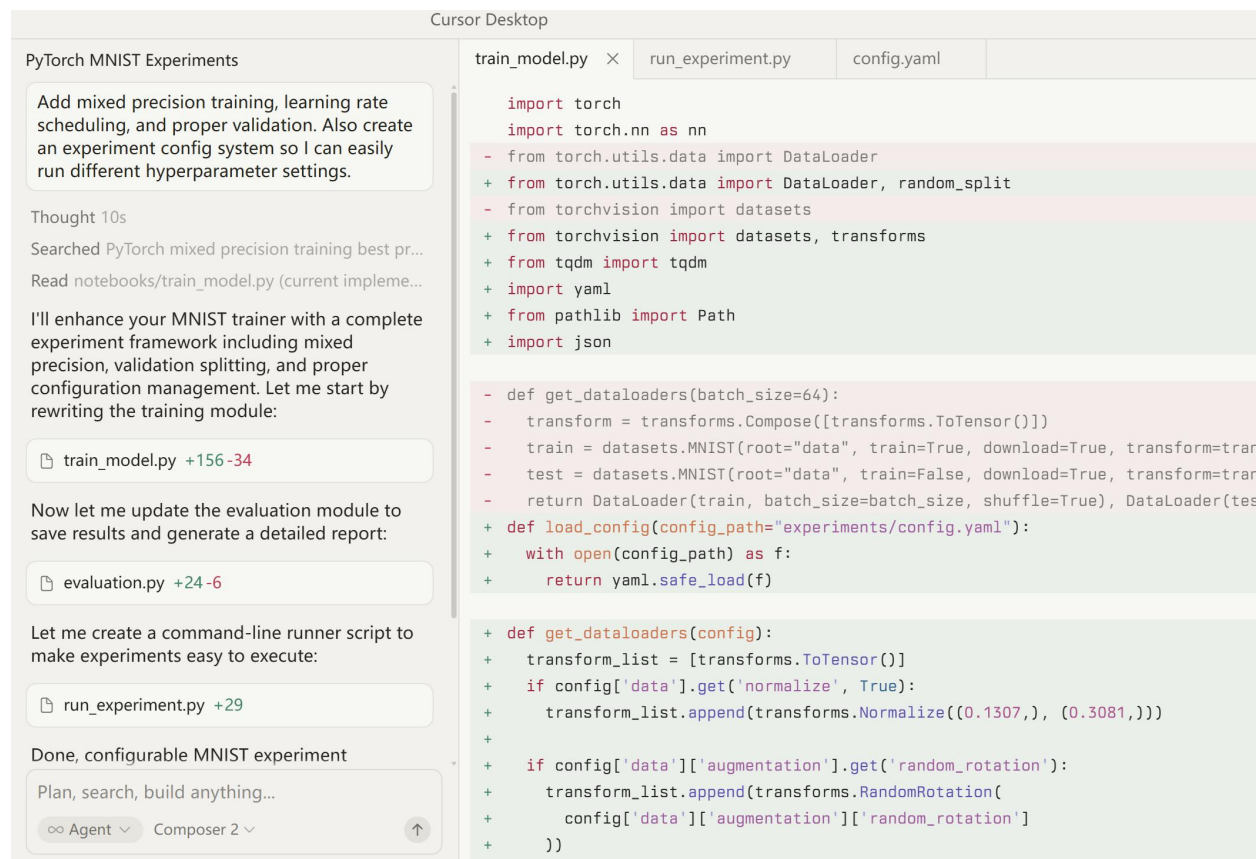 Cursor Desktop
PyTorch MNIST Experiments
Add mixed precision training, learning rate
scheduling, and proper validation. Also create
an experiment config system so I can easily
run different hyperparameter settings.
Thought 10s
Searched PyTorch mixed precision training best pr...
Read notebooks/train_model.py (current impleme...
I'll enhance your MNIST trainer with a complete
experiment framework including mixed
precision, validation splitting, and proper
configuration management. Let me start by
rewriting the training module:
train_model.py +156 -34
Now let me update the evaluation module to
save results and generate a detailed report:
evaluation.py +24 -6
Let me create a command-line runner script to
make experiments easy to execute:
run_experiment.py +29
Done, configurable MNIST experiment
Plan, search, build anything...
∞ Agent Composer 2
train_model.py × run_experiment.py config.yaml
import torch
import torch.nn as nn
- from torch.utils.data import DataLoader
+ from torch.utils.data import DataLoader, random_split
- from torchvision import datasets
+ from torchvision import datasets, transforms
+ from tqdm import tqdm
+ import yaml
+ from pathlib import Path
+ import json
- def get_dataloaders(batch_size=64):
-   transform = transforms.Compose([transforms.ToTensor()])
-   train = datasets.MNIST(root="data", train=True, download=True, transform=tran
-   test = datasets.MNIST(root="data", train=False, download=True, transform=tran
-   return DataLoader(train, batch_size=batch_size, shuffle=True), DataLoader(tes
+ def load_config(config_path="experiments/config.yaml"):
+   with open(config_path) as f:
+     return yaml.safe_load(f)
+ def get_dataloaders(config):
+   transform_list = [transforms.ToTensor()]
+   if config['data'].get('normalize', True):
+     transform_list.append(transforms.Normalize((0.1307,), (0.3081,)))
+
+   if config['data']['augmentation'].get('random_rotation'):
+     transform_list.append(transforms.RandomRotation(
+       config['data']['augmentation']['random_rotation']
+     ))